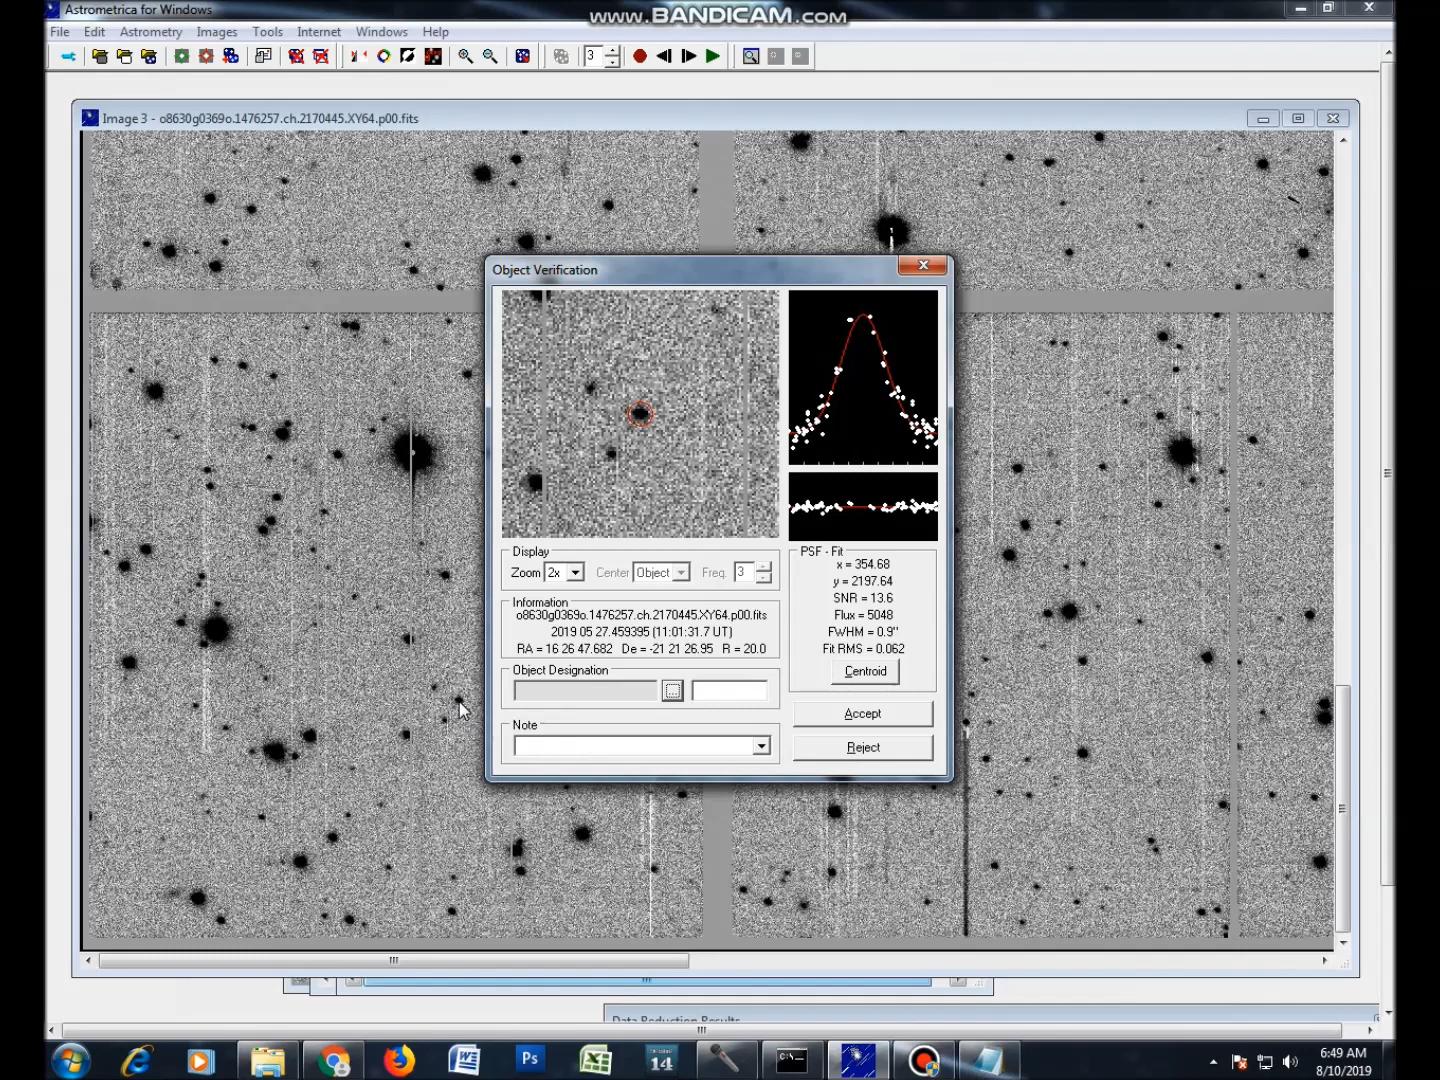 Astrometrica for Windows
www.BANDICAM.com
File Edit Astrometry Images Tools Internet Windows Help
3
Image 3 - o8630g0369o.1476257.ch.2170445.XY64.p00.fits
Object Verification
Display
Zoom 2x Center Object Freq. 3
Information
o8630g0369o.1476257.ch.2170445.XY64.p00.fits
2019 05 27.459395 (11:01:31.7 UT)
RA = 16 26 47.682 De = -21 21 26.95 R = 20.0
Object Designation
...
Note
PSF - Fit
x = 354.68
y = 2197.64
SNR = 13.6
Flux = 5048
FWHM = 0.9"
Fit RMS = 0.062
Centroid
Accept
Reject
Data Reduction Results
Ps
14
6:49 AM
8/10/2019